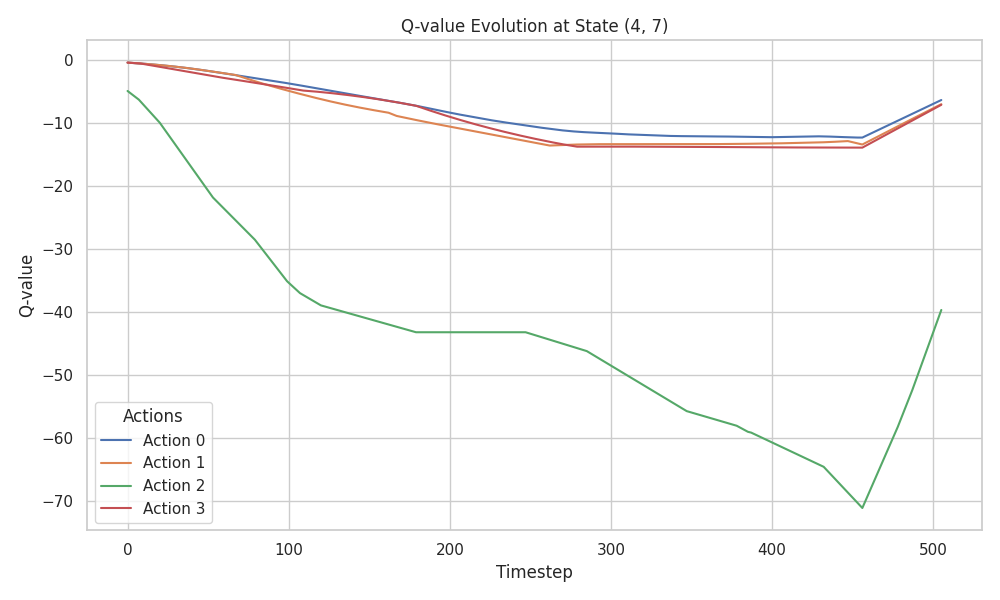 Q-value Evolution at State (4, 7)
0
−10
−20
−30
−40
−50
−60
−70
Q-value
Actions
Action 0
Action 1
Action 2
Action 3
0
100
200
300
400
500
Timestep